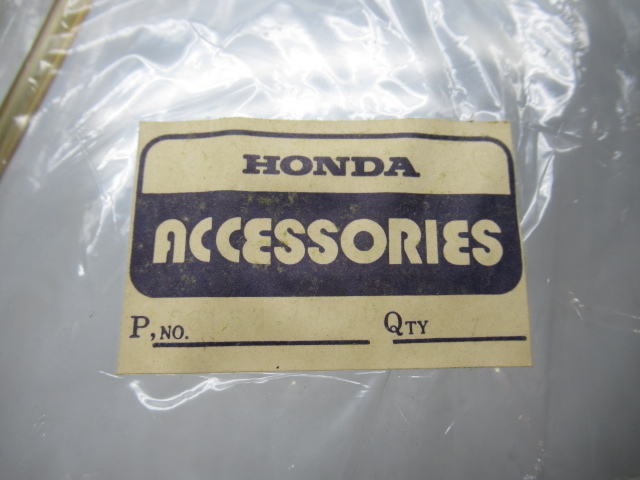 HONDA
ACCESSORIES
P, NO. QTY